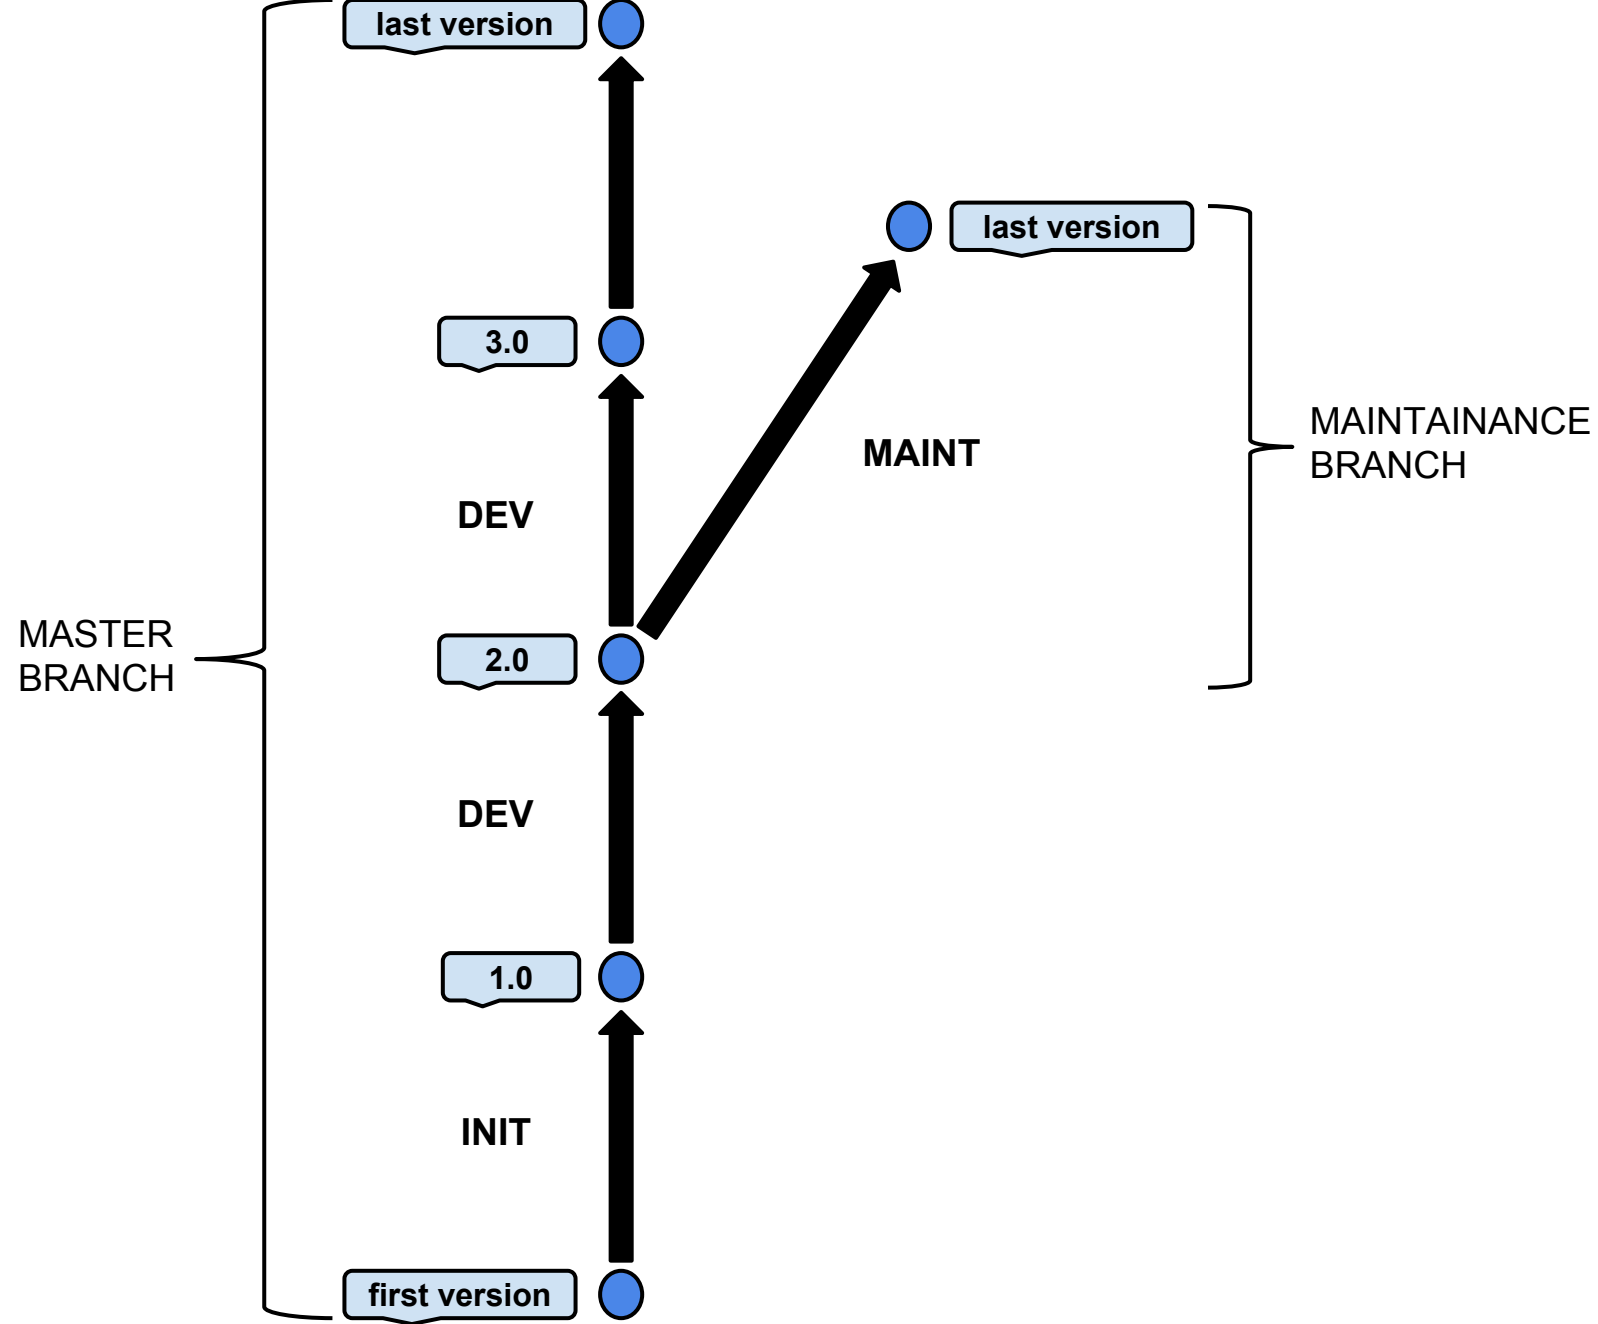 last version
last version
3.0
MAINTAINANCE
BRANCH
MAINT
DEV
MASTER
BRANCH
2.0
DEV
1.0
INIT
first version